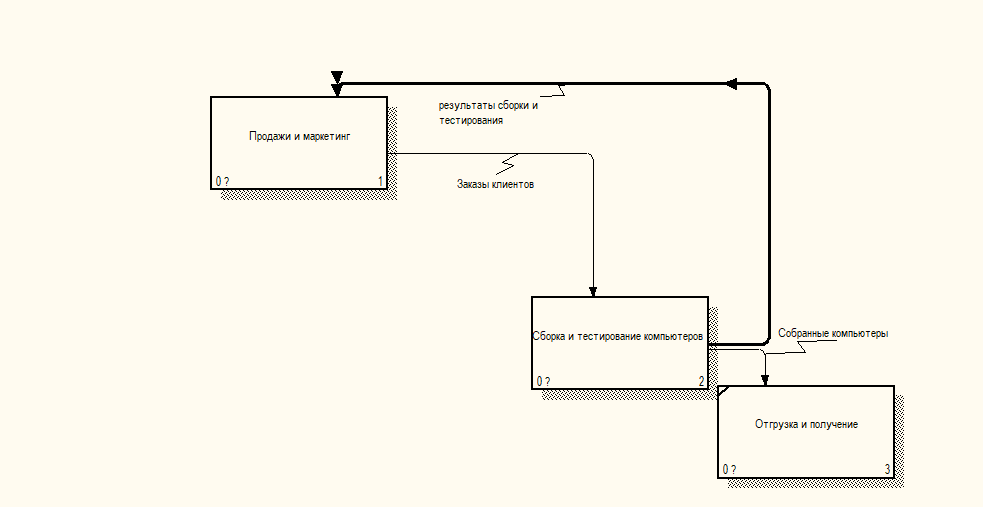 результаты сборки и
тестирования
Продажи и маркетинг
0 ?
1
Заказы клиентов
Сборка и тестирование компьютеров
0 ?
2
Собранные компьютеры
Отгрузка и получение
0 ?
3